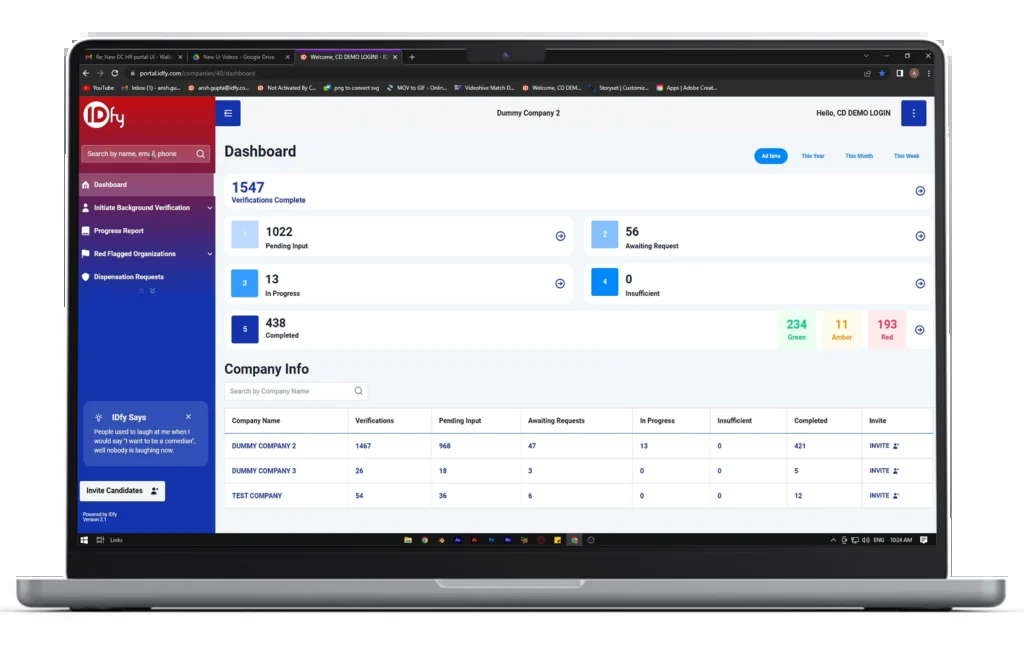 Re: New DC HR portal UI - Wali
New UI Videos - Google Drive
Welcome, CD DEMO LOGIN! - I
portal.idfy.com/companies/40/dashboard
YouTube
Inbox (1) - ansh.gu...
ansh.gupta@idfy.co...
Not Activated By C...
png to convert svg
MOV to GIF - Onlin...
Videohive Match D...
Welcome, CD DEM...
Storyset | Customiz...
Apps | Adobe Creat...
IDfy
Dummy Company 2
Hello, CD DEMO LOGIN
Search by name, email, phone
Dashboard
Initiate Background Verification
Progress Report
Red Flagged Organizations
Dispensation Requests
IDfy Says
People used to laugh at me when I
would say "I want to be a comedian",
well nobody is laughing now.
Invite Candidates
Powered by IDfy
Version 2.1
Dashboard
All time This Year This Month This Week
1547
Verifications Complete
1 1022
Pending Input
2 56
Awaiting Request
3 13
In Progress
4 0
Insufficient
5 438
Completed
234
Green
11
Amber
193
Red
Company Info
Search by Company Name
Company Name Verifications Pending Input Awaiting Requests In Progress Insufficient Completed Invite
DUMMY COMPANY 2 1467 968 47 13 0 421 INVITE
DUMMY COMPANY 3 26 18 3 0 0 5 INVITE
TEST COMPANY 54 36 6 0 0 12 INVITE
Links
ENG 10:24 AM